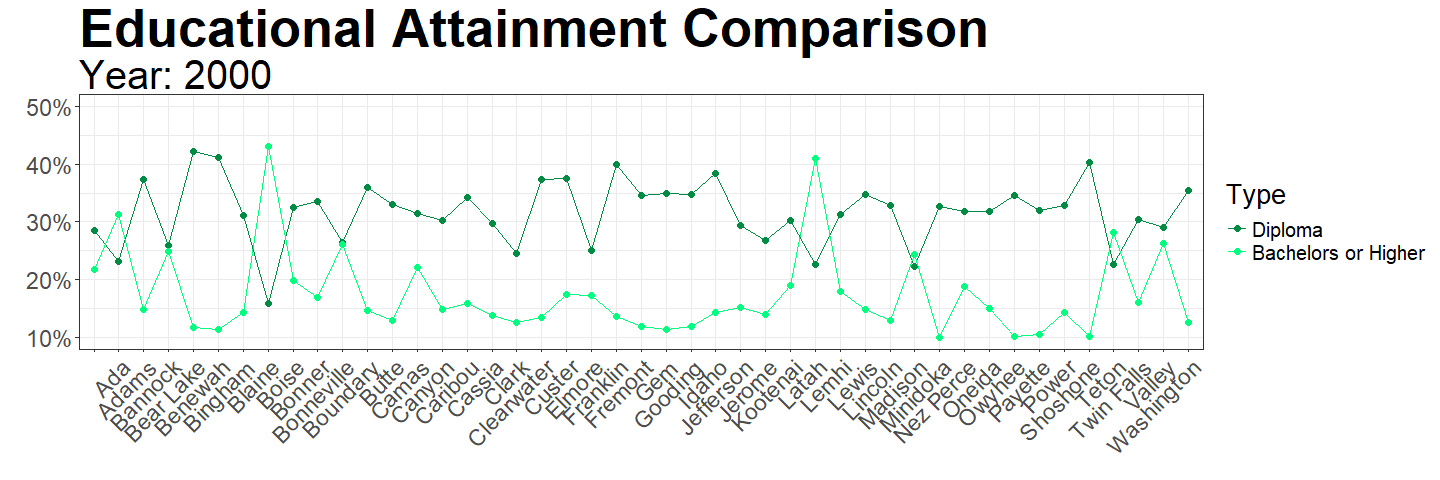 Educational Attainment Comparison
Year: 2000
50%
40%
30%
20%
10%
Ada
Adams
Bannock
Bear Lake
Benewah
Bingham
Blaine
Boise
Bonner
Bonneville
Boundary
Butte
Camas
Canyon
Caribou
Cassia
Clark
Clearwater
Custer
Elmore
Franklin
Fremont
Gem
Gooding
Idaho
Jefferson
Jerome
Kootenai
Latah
Lemhi
Lewis
Lincoln
Madison
Minidoka
Nez Perce
Oneida
Owyhee
Payette
Power
Shoshone
Teton
Twin Falls
Valley
Washington
Type
Diploma
Bachelors or Higher